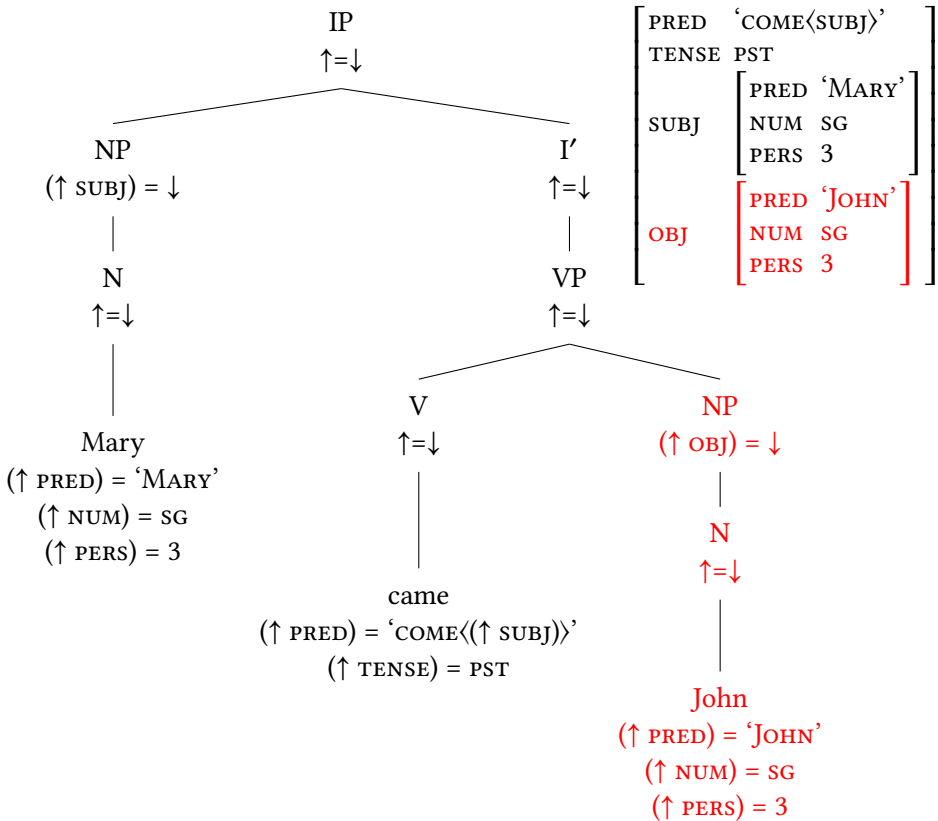 IP
↑=↓
NP
(↑ SUBJ) = ↓
I′
↑=↓
N
↑=↓
VP
↑=↓
Mary
(↑ PRED) = ‘MARY’
(↑ NUM) = SG
(↑ PERS) = 3
V
↑=↓
came
(↑ PRED) = ‘COME⟨(↑ SUBJ)⟩’
(↑ TENSE) = PST
NP
(↑ OBJ) = ↓
N
↑=↓
John
(↑ PRED) = ‘JOHN’
(↑ NUM) = SG
(↑ PERS) = 3
PRED ‘COME⟨SUBJ⟩’
TENSE PST
SUBJ
PRED ‘MARY’
NUM SG
PERS 3
OBJ
PRED ‘JOHN’
NUM SG
PERS 3